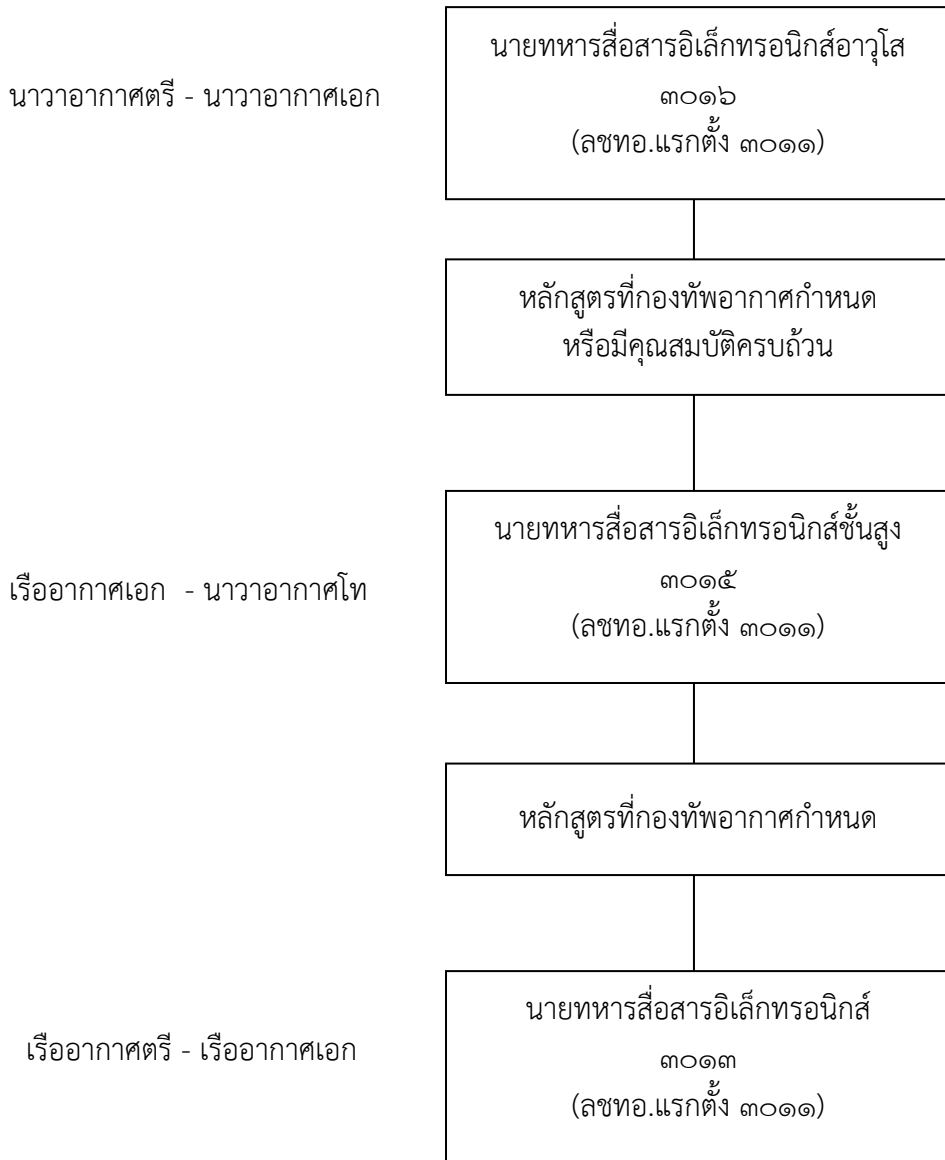 นายทหารสื่อสารอิเล็กทรอนิกส์อาวุโส
นาวาอากาศตรี - นาวาอากาศเอก
๓๐๑๖
(ลชทอ.แรกตั้ง ๓๐๑๑)
หลักสูตรที่กองทัพอากาศกำหนด
หรือมีคุณสมบัติครบถ้วน
นายทหารสื่อสารอิเล็กทรอนิกส์ชั้นสูง
เรืออากาศเอก - นาวาอากาศโท
๓๐๑๕
(ลชทอ.แรกตั้ง ๓๐๑๑)
หลักสูตรที่กองทัพอากาศกำหนด
นายทหารสื่อสารอิเล็กทรอนิกส์
เรืออากาศตรี - เรืออากาศเอก
๓๐๑๓
(ลชทอ.แรกตั้ง ๓๐๑๑)